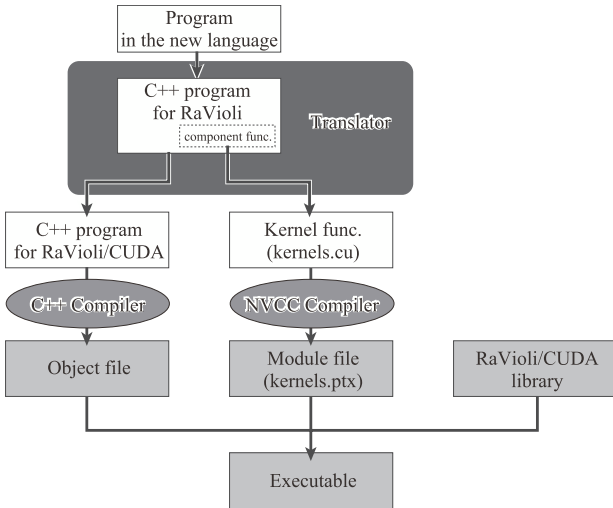 Program
in the new language
C++ program
for RaVioli
component func.
Translator
C++ program
for RaVioli/CUDA
Kernel func.
(kernels.cu)
C++ Compiler
NVCC Compiler
Object file
Module file
(kernels.ptx)
RaVioli/CUDA
library
Executable